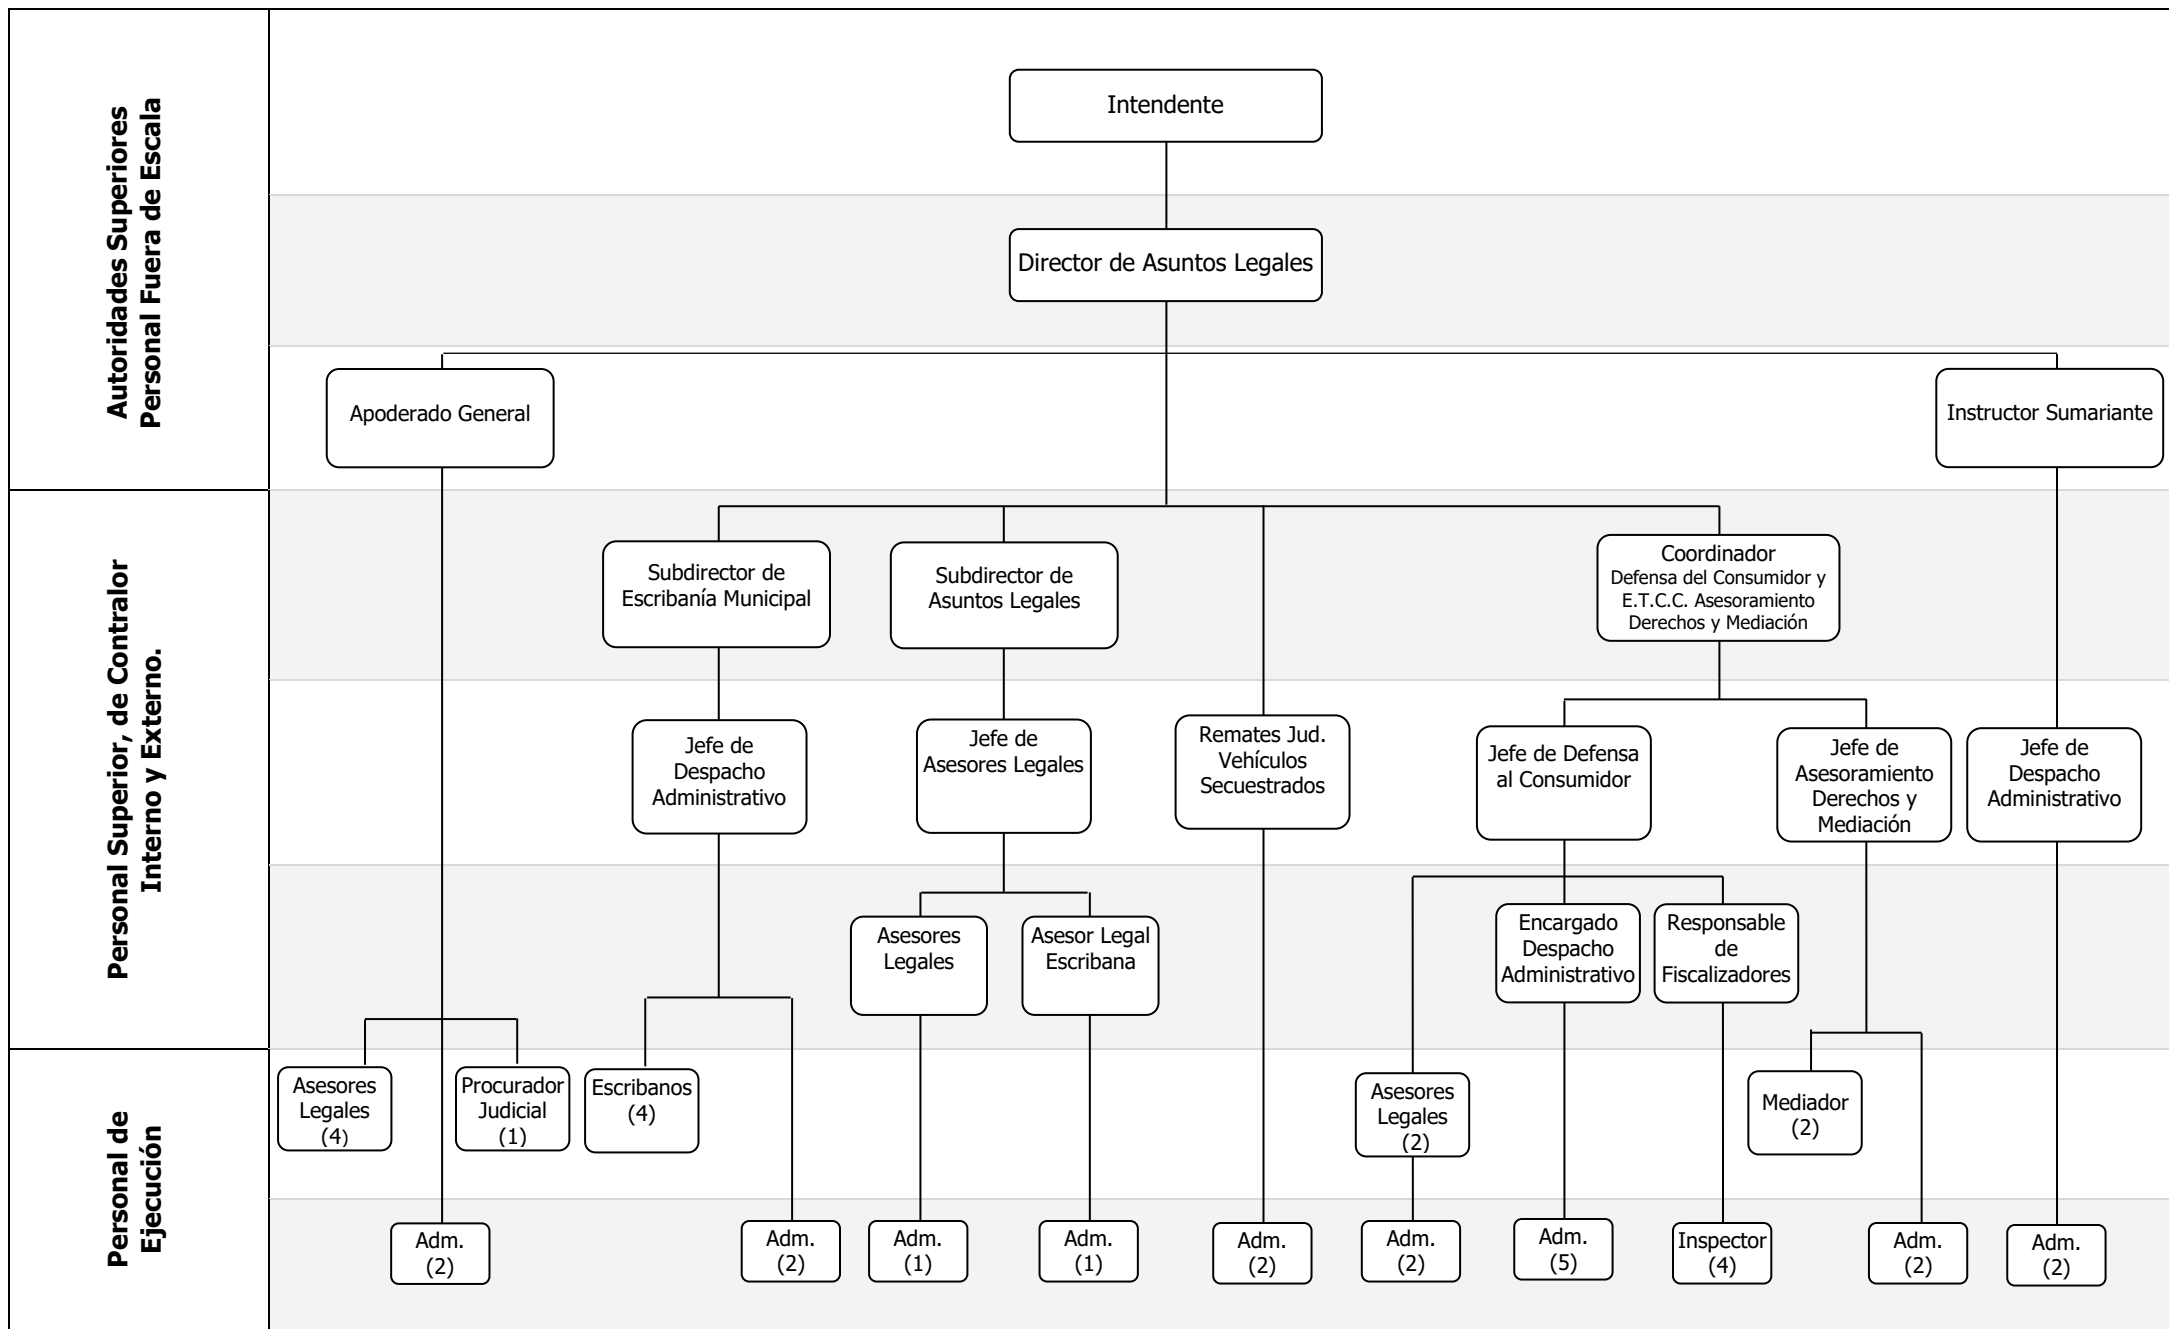 Autoridades Superiores
Personal Fuera de Escala
Intendente
Director de Asuntos Legales
Apoderado General
Instructor Sumariante
Personal Superior, de Contralor
Interno y Externo.
Subdirector de
Escribanía Municipal
Subdirector de
Asuntos Legales
Coordinador
Defensa del Consumidor y
E.T.C.C. Asesoramiento
Derechos y Mediación
Jefe de
Despacho
Administrativo
Jefe de
Asesores Legales
Remates Jud.
Vehículos
Secuestrados
Jefe de Defensa
al Consumidor
Jefe de
Asesoramiento
Derechos y
Mediación
Jefe de
Despacho
Administrativo
Asesores
Legales
Asesor Legal
Escribana
Encargado
Despacho
Administrativo
Responsable
de
Fiscalizadores
Personal de
Ejecución
Asesores
Legales
(4)
Procurador
Judicial
(1)
Escribanos
(4)
Asesores
Legales
(2)
Mediador
(2)
Adm.
(2)
Adm.
(2)
Adm.
(1)
Adm.
(1)
Adm.
(2)
Adm.
(2)
Adm.
(5)
Inspector
(4)
Adm.
(2)
Adm.
(2)